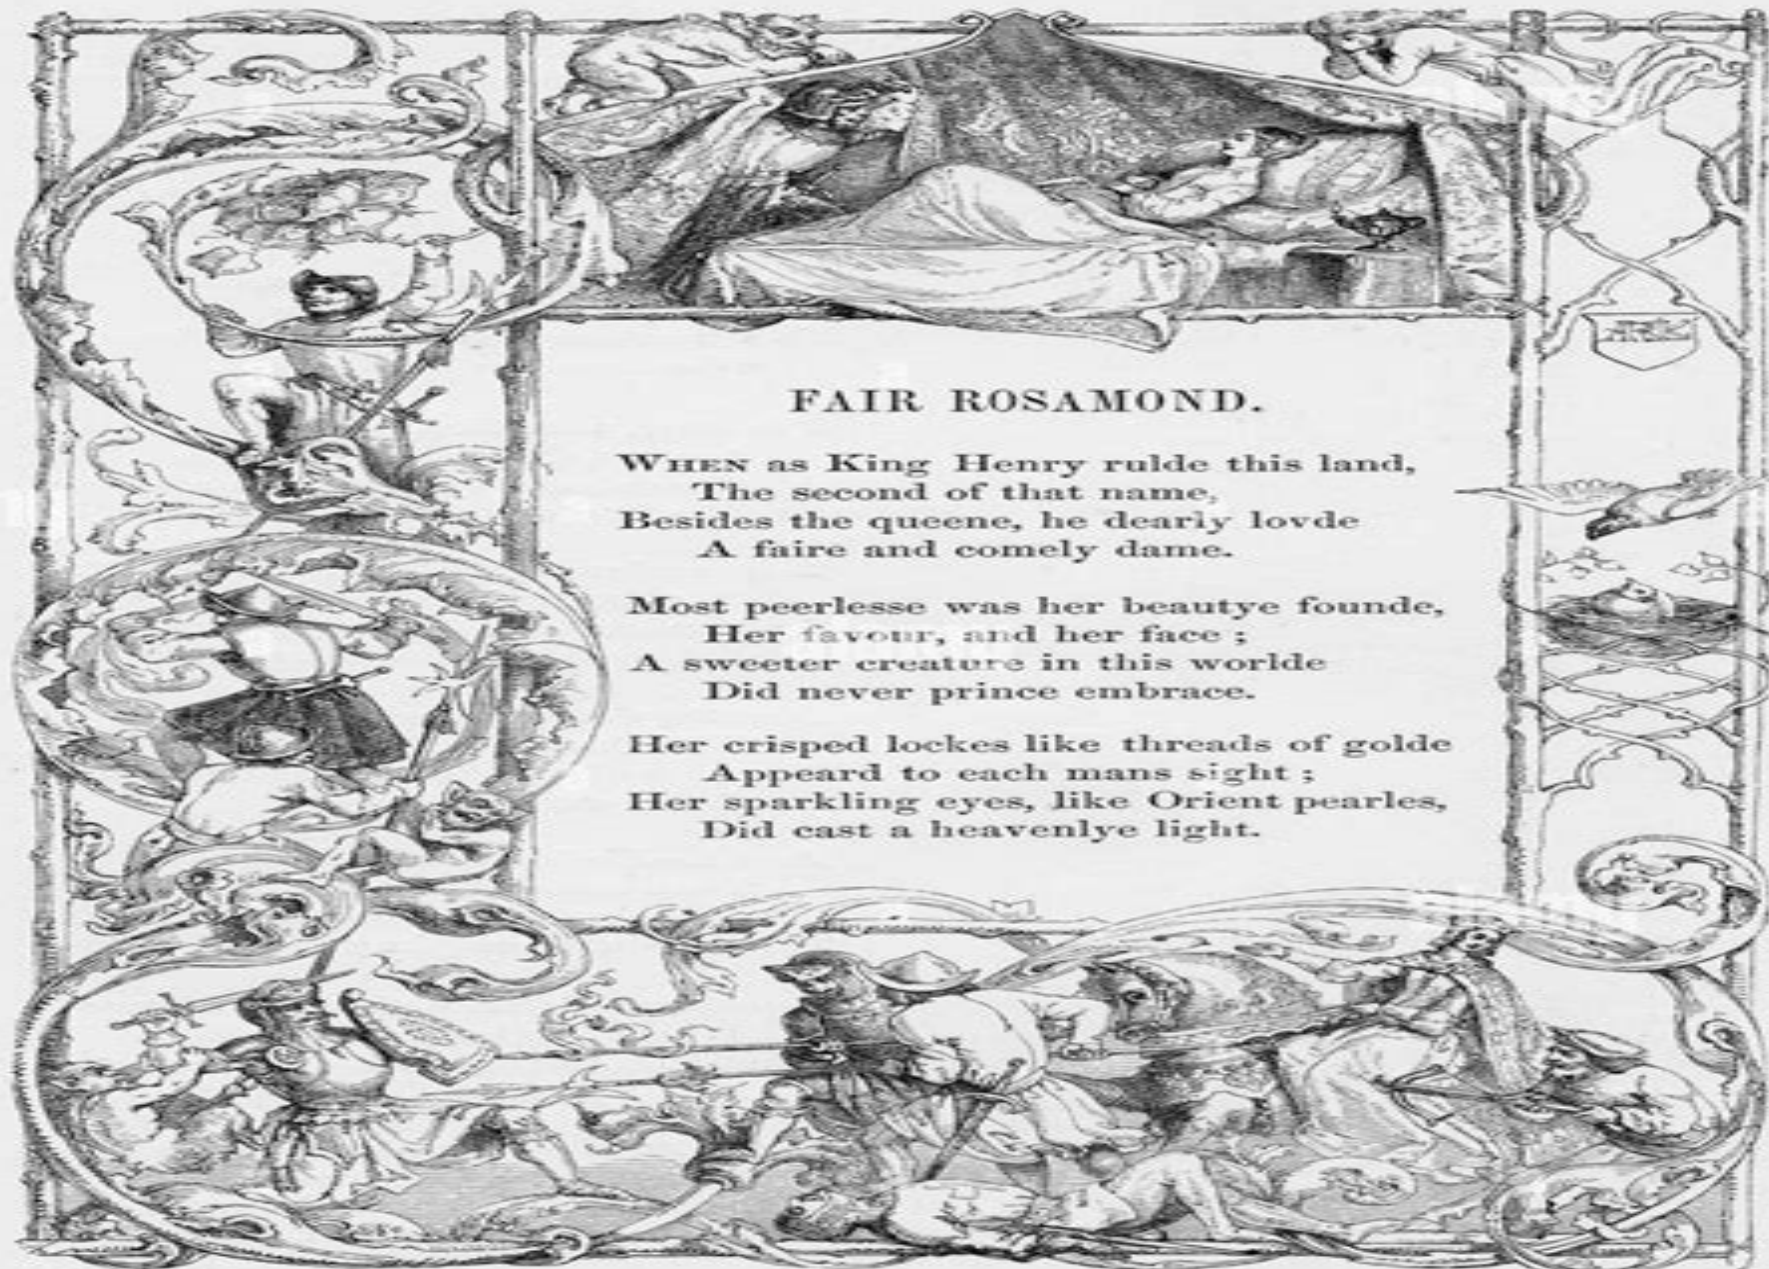 FAIR ROSAMOND.
WHEN as King Henry rulde this land,
The second of that name,
Besides the queene, he dearly lovde
A faire and comely dame.
Most peerlesse was her beautye founde,
Her favour, and her face ;
A sweeter creature in this worlde
Did never prince embrace.
Her crisped lockes like threads of golde
Appeard to each mans sight ;
Her sparkling eyes, like Orient pearles,
Did cast a heavenlye light.